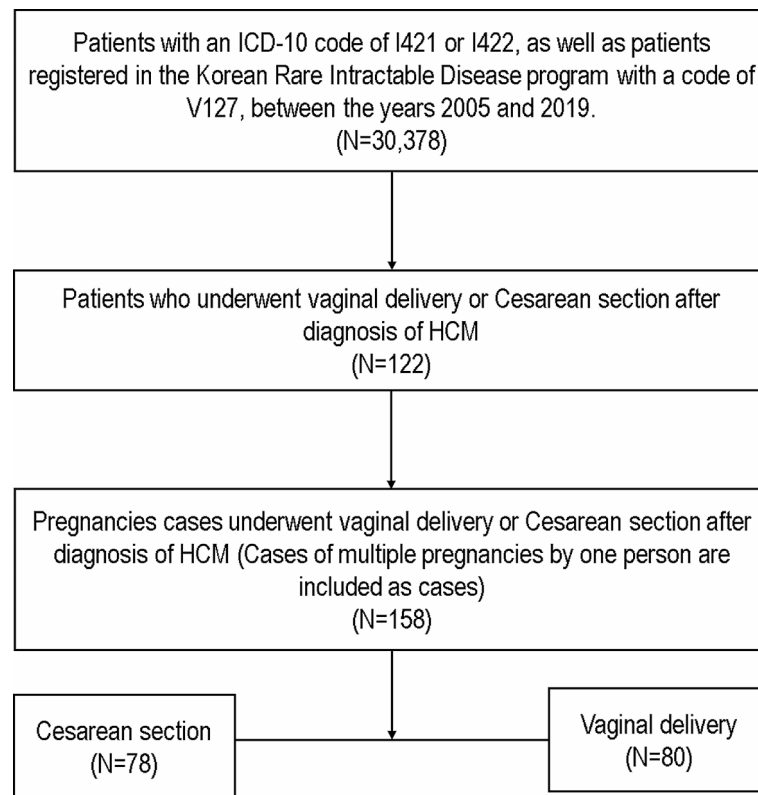 Patients with an ICD-10 code of I421 or I422, as well as patients
registered in the Korean Rare Intractable Disease program with a code of
V127, between the years 2005 and 2019.
(N=30,378)
Patients who underwent vaginal delivery or Cesarean section after
diagnosis of HCM
(N=122)
Pregnancies cases underwent vaginal delivery or Cesarean section after
diagnosis of HCM (Cases of multiple pregnancies by one person are
included as cases)
(N=158)
Cesarean section
(N=78)
Vaginal delivery
(N=80)